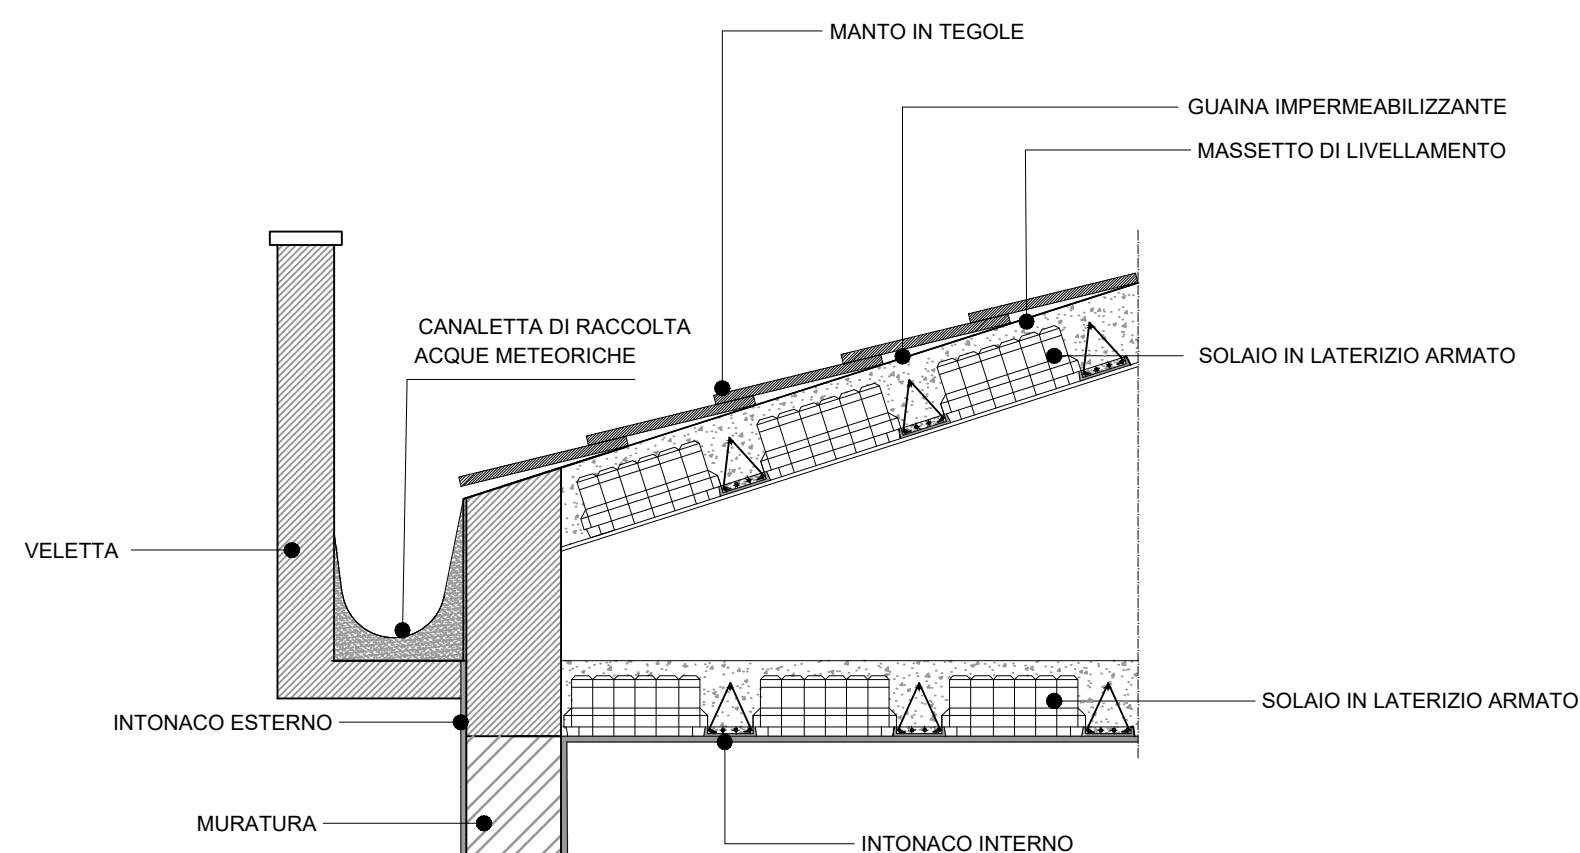 MANTO IN TEGOLE
GUAINA IMPERMEABILIZZANTE
MASSETTO DI LIVELLAMENTO
CANALETTA DI RACCOLTA
ACQUE METEORICHE
SOLAIO IN LATERIZIO ARMATO
VELETTA
SOLAIO IN LATERIZIO ARMATO
INTONACO ESTERNO
MURATURA
INTONACO INTERNO